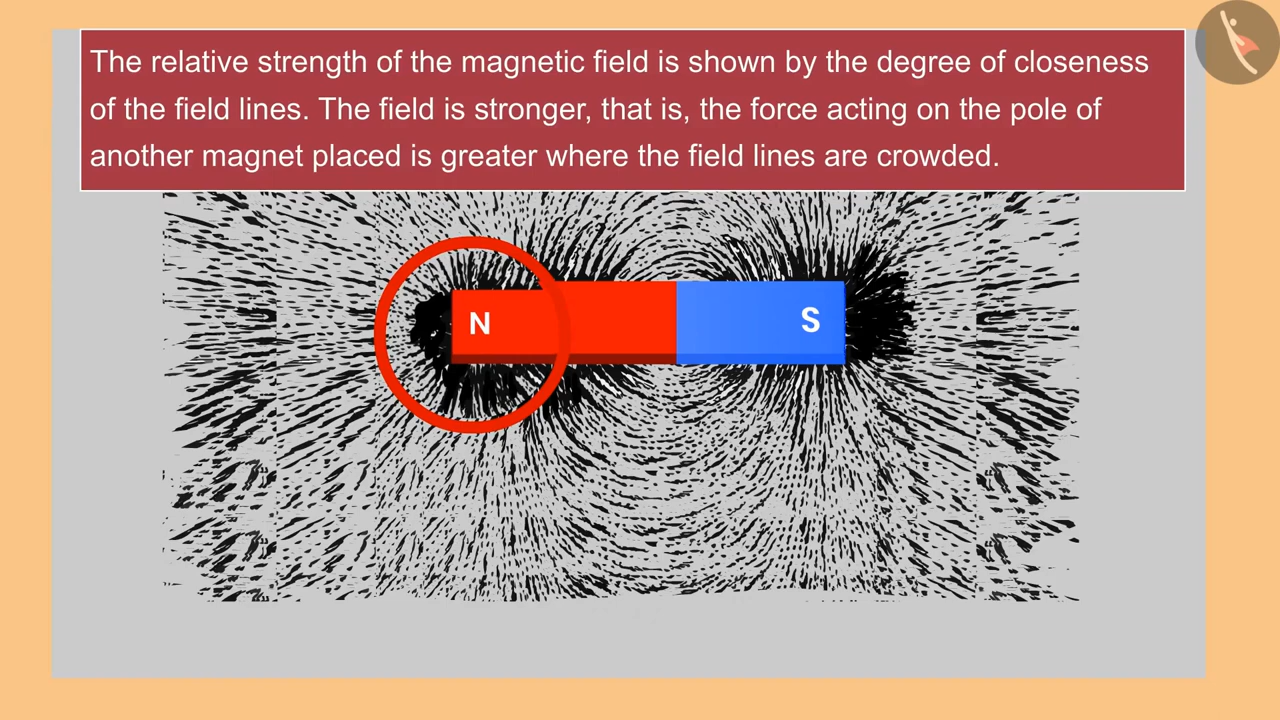 The relative strength of the magnetic field is shown by the degree of closeness
of the field lines. The field is stronger, that is, the force acting on the pole of
another magnet placed is greater where the field lines are crowded.
N
S